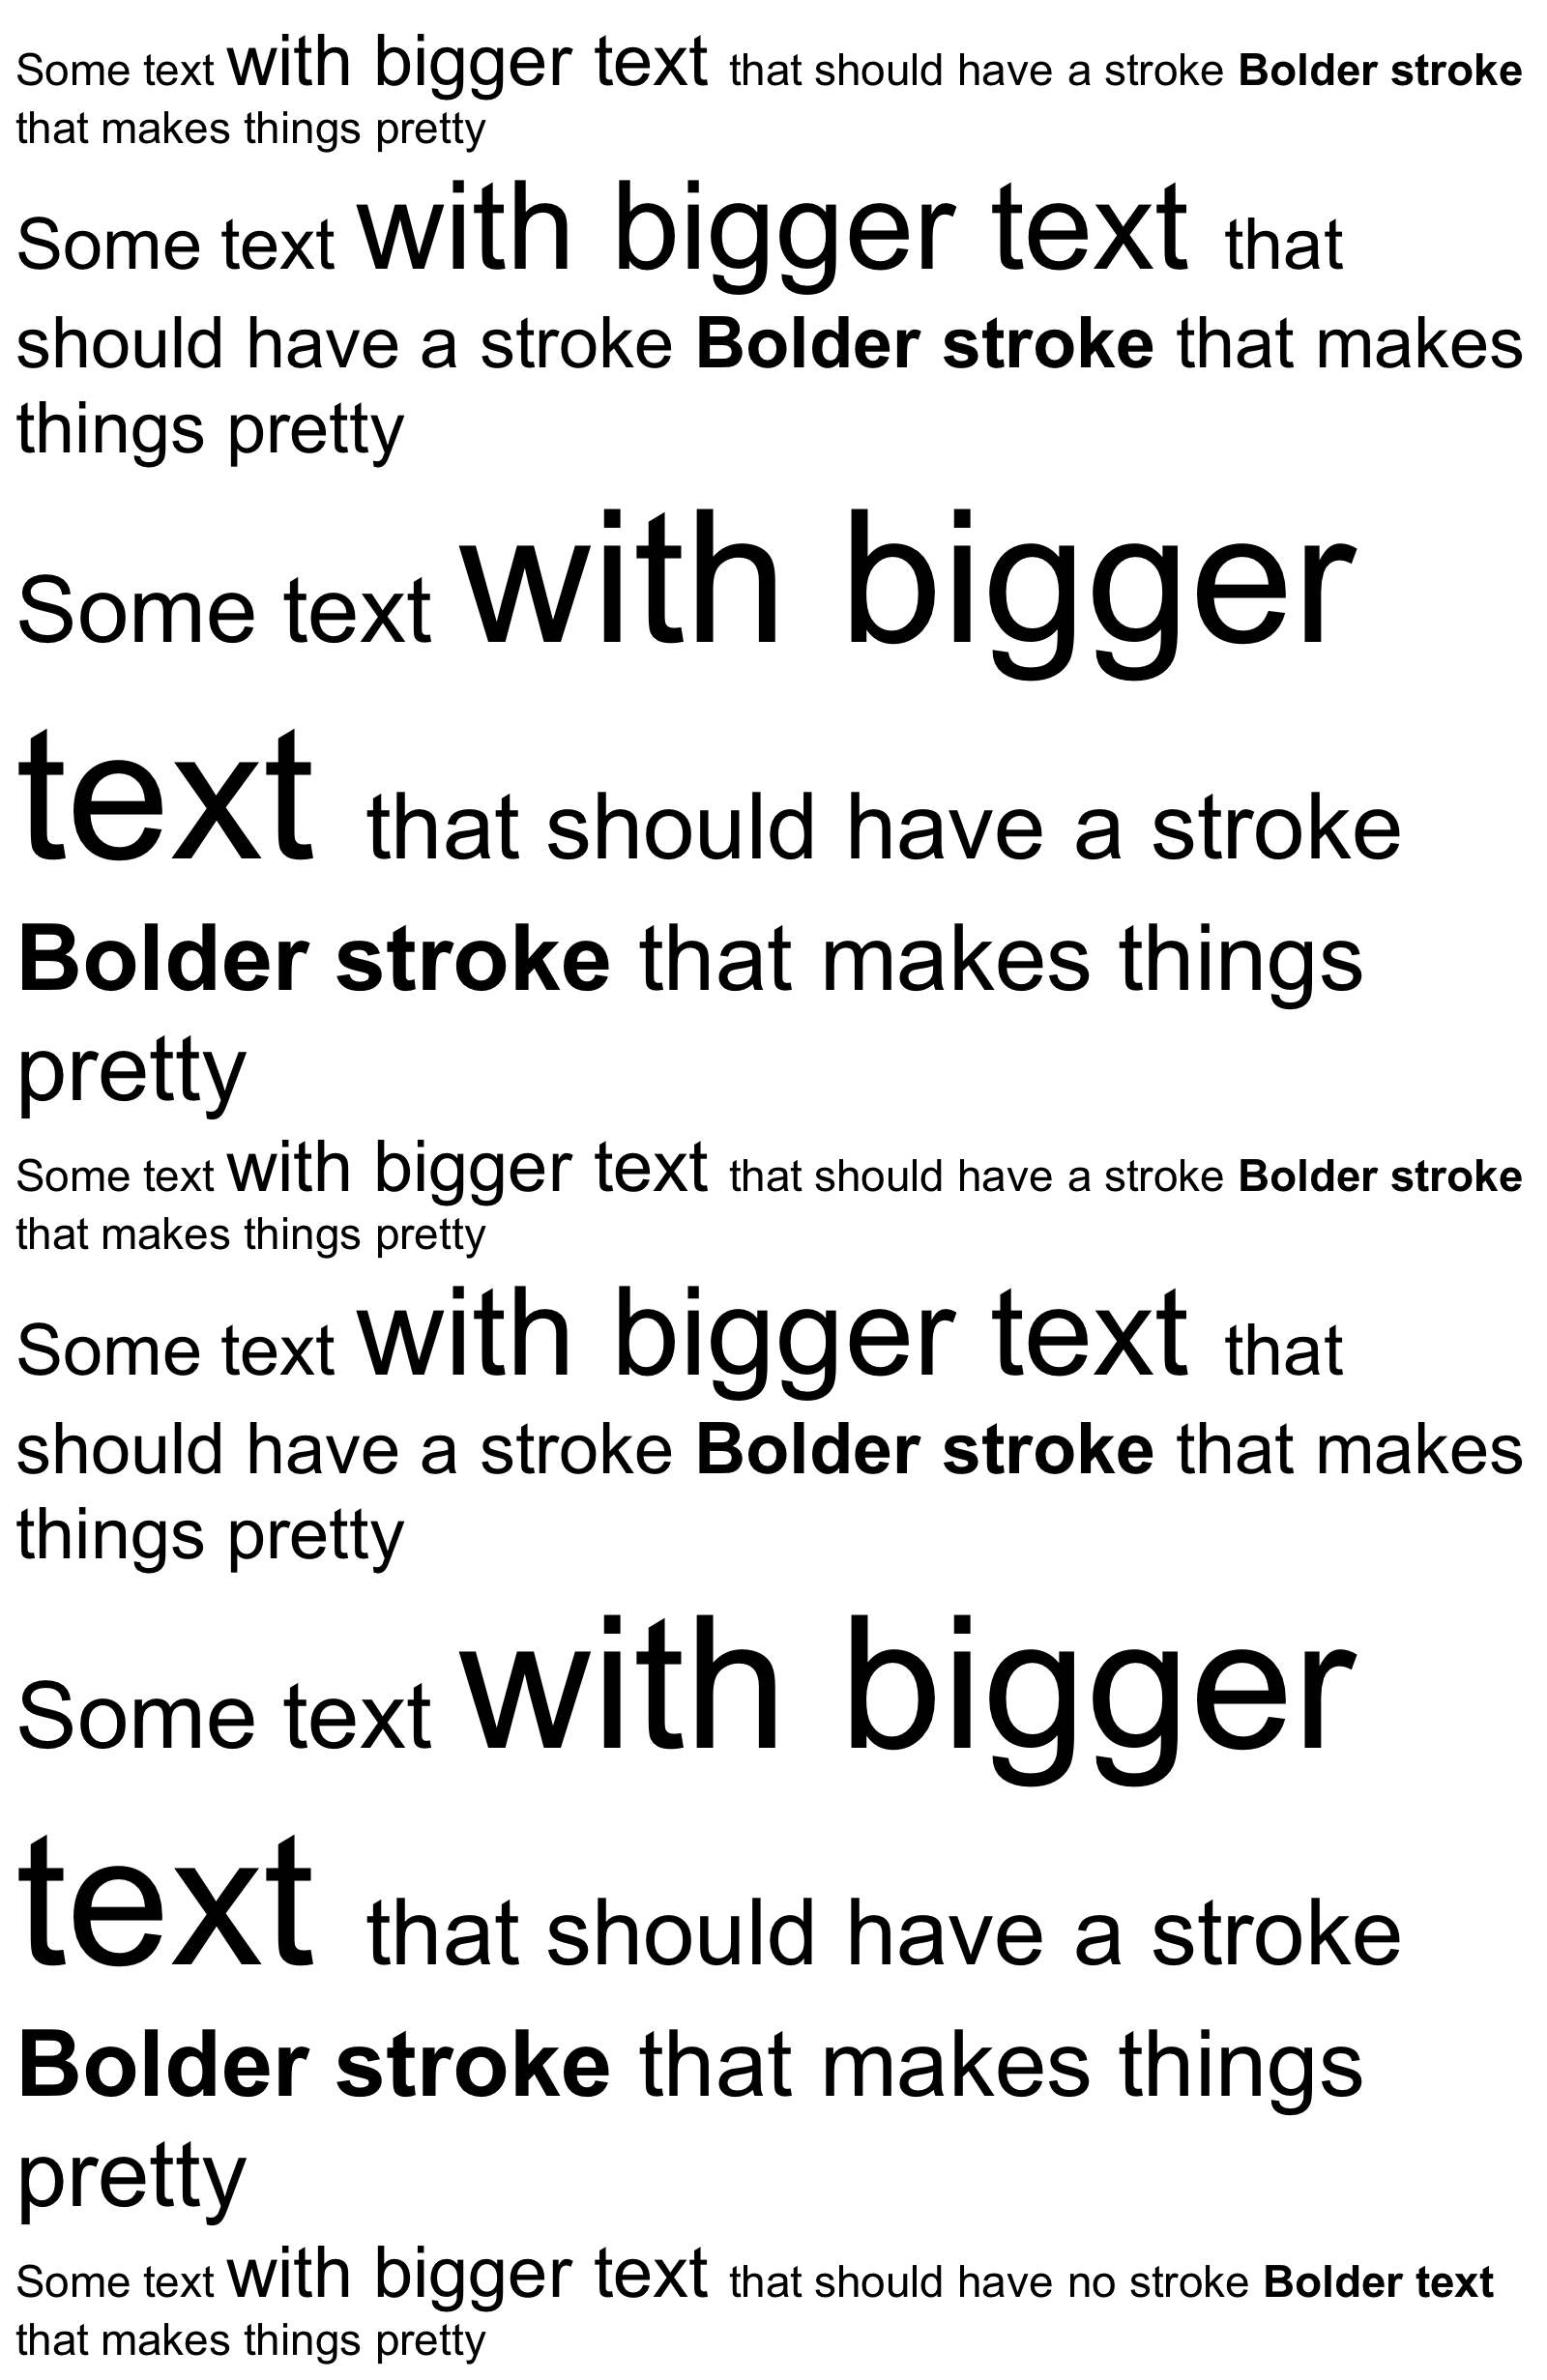 Some text with bigger text that should have a stroke Bolder stroke
that makes things pretty
Some text with bigger text that
should have a stroke Bolder stroke that makes
things pretty
Some text with bigger
text that should have a stroke
Bolder stroke that makes things
pretty
Some text with bigger text that should have a stroke Bolder stroke
that makes things pretty
Some text with bigger text that
should have a stroke Bolder stroke that makes
things pretty
Some text with bigger
text that should have a stroke
Bolder stroke that makes things
pretty
Some text with bigger text that should have no stroke Bolder text
that makes things pretty